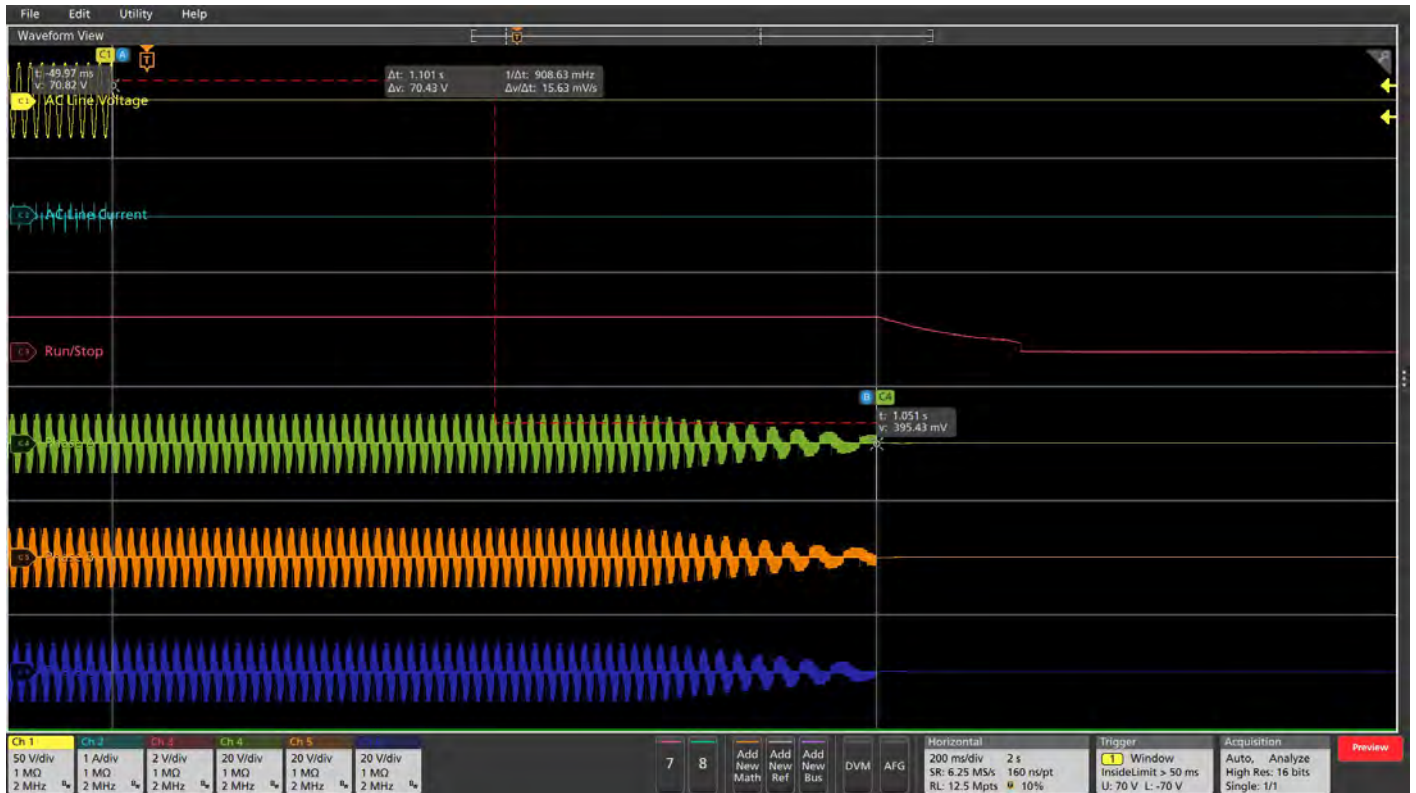 File Edit Utility Help
Waveform View
T
C1 A T
t: -49.97 ms
v: 70.82 V
Δt: 1.101 s 1/Δt: 908.63 mHz
Δv: 70.43 V Δv/Δt: 15.63 mV/s
C1 AC Line Voltage
C2 AC Line Current
C3 Run/Stop
B C4
t: 1.051 s
v: 395.43 mV
C4
C5
Ch 1 Ch 2 Ch 3 Ch 4 Ch 5
50 V/div 1 A/div 2 V/div 20 V/div 20 V/div 20 V/div
1 MΩ 1 MΩ 1 MΩ 1 MΩ 1 MΩ 1 MΩ
2 MHz 2 MHz 2 MHz 2 MHz 2 MHz 2 MHz
7 8
Add New Math
Add New Ref
Add New Bus
DVM AFG
Horizontal
200 ms/div 2 s
SR: 6.25 MS/s 160 ns/pt
RL: 12.5 Mpts 10%
Trigger
1 Window
InsideLimit > 50 ms
U: 70 V L: -70 V
Acquisition
Auto, Analyze
High Res: 16 bits
Single: 1/1
Preview